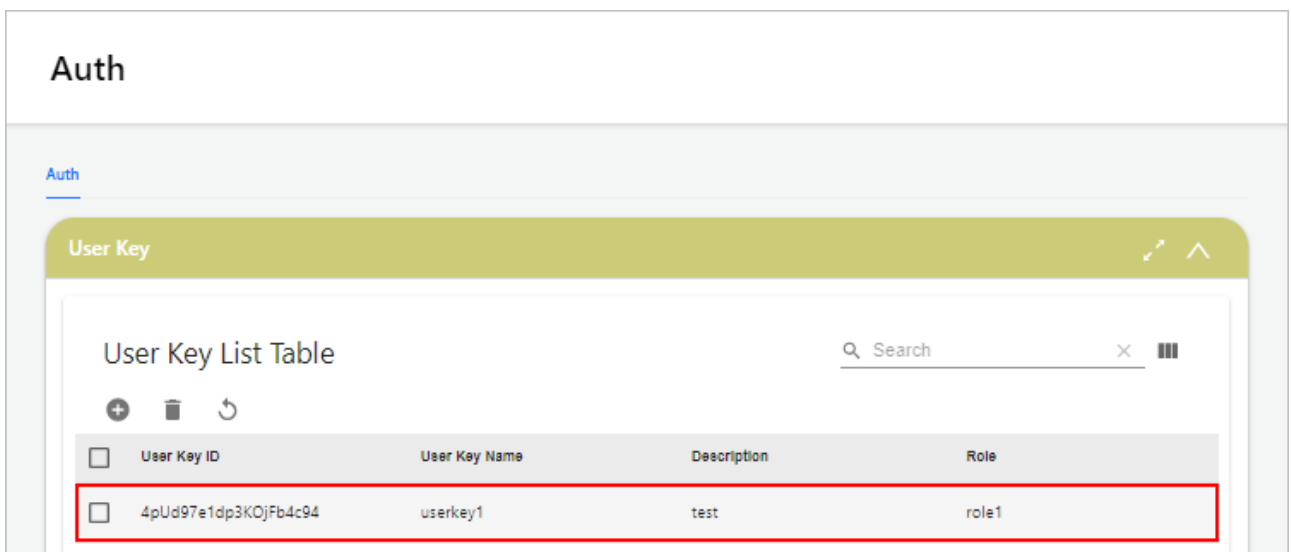 Auth
Auth
User Key
User Key List Table
Search
User Key ID User Key Name Description Role
4pUd97e1dp3KOjFb4c94 userkey1 test role1